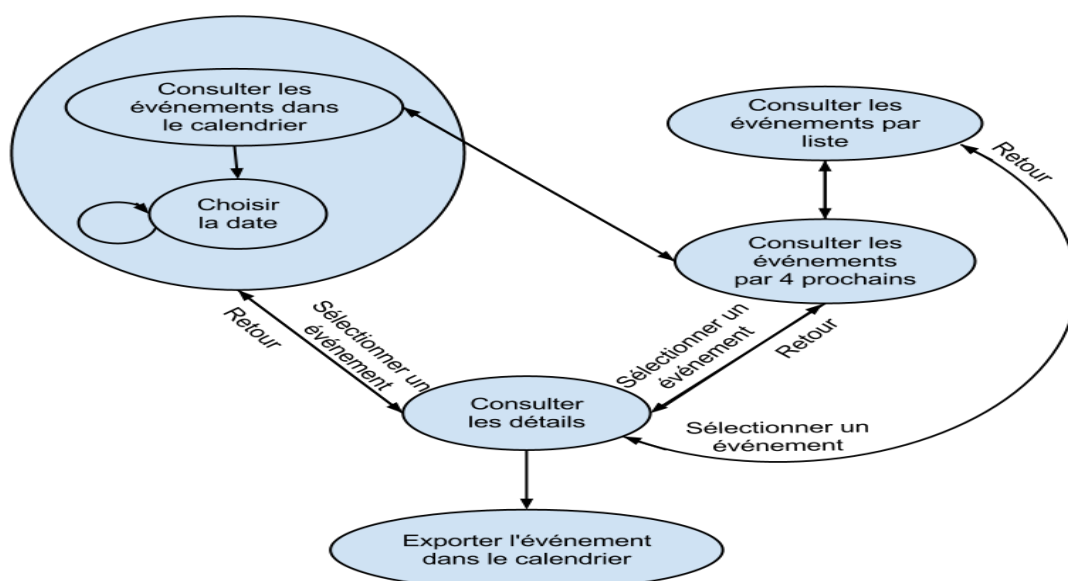 Consulter les
événements dans
le calendrier
Choisir
la date
Consulter les
événements par
liste
Retour
Consulter les
événements
par 4 prochains
Retour
Sélectionner un
événement
Sélectionner un
événement
Retour
Consulter
les détails
Sélectionner un
événement
Exporter l'événement
dans le calendrier